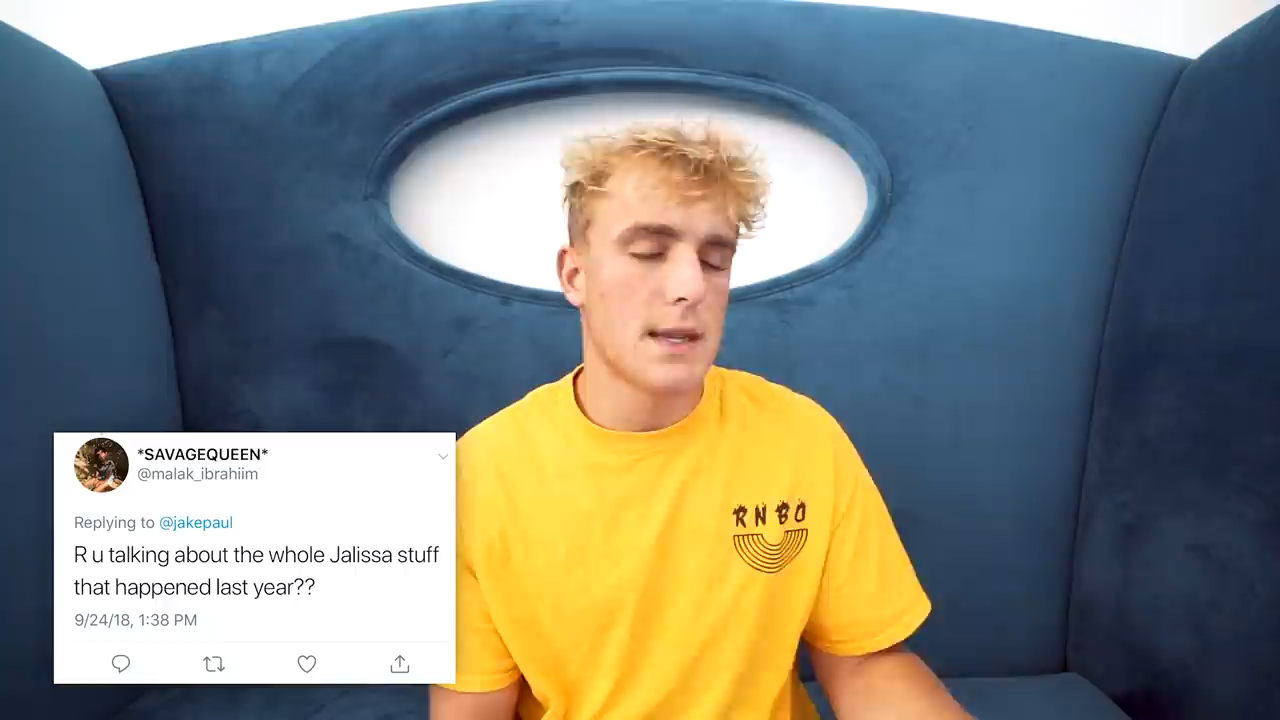 *SAVAGEQUEEN*
@malak_ibrahiim
Replying to @jakepaul
R u talking about the whole Jalissa stuff
that happened last year??
9/24/18, 1:38 PM
RNBO